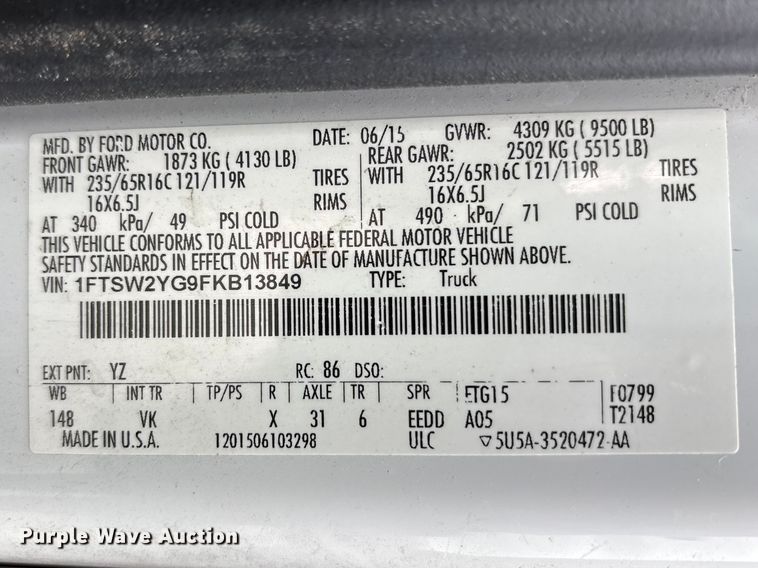 MFD. BY FORD MOTOR CO. DATE: 06/15 GVWR: 4309 KG ( 9500 LB)
FRONT GAWR: 1873 KG ( 4130 LB) REAR GAWR: 2502 KG ( 5515 LB)
WITH 235/65R16C 121/119R TIRES WITH 235/65R16C 121/119R TIRES
16X6.5J RIMS 16X6.5J RIMS
AT 340 kPa/ 49 PSI COLD AT 490 kPa/ 71 PSI COLD
THIS VEHICLE CONFORMS TO ALL APPLICABLE FEDERAL MOTOR VEHICLE
SAFETY STANDARDS IN EFFECT ON THE DATE OF MANUFACTURE SHOWN ABOVE.
VIN: 1FTSW2YG9FKB13849 TYPE: Truck
EXT PNT: YZ RC: 86 DSO:
WB INT TR TP/PS R AXLE TR SPR ETG15 F0799
148 VK X 31 6 EEDD A05 T2148
MADE IN U.S.A. 1201506103298 ULC ▽5U5A-3520472-AA
Purple Wave Auction